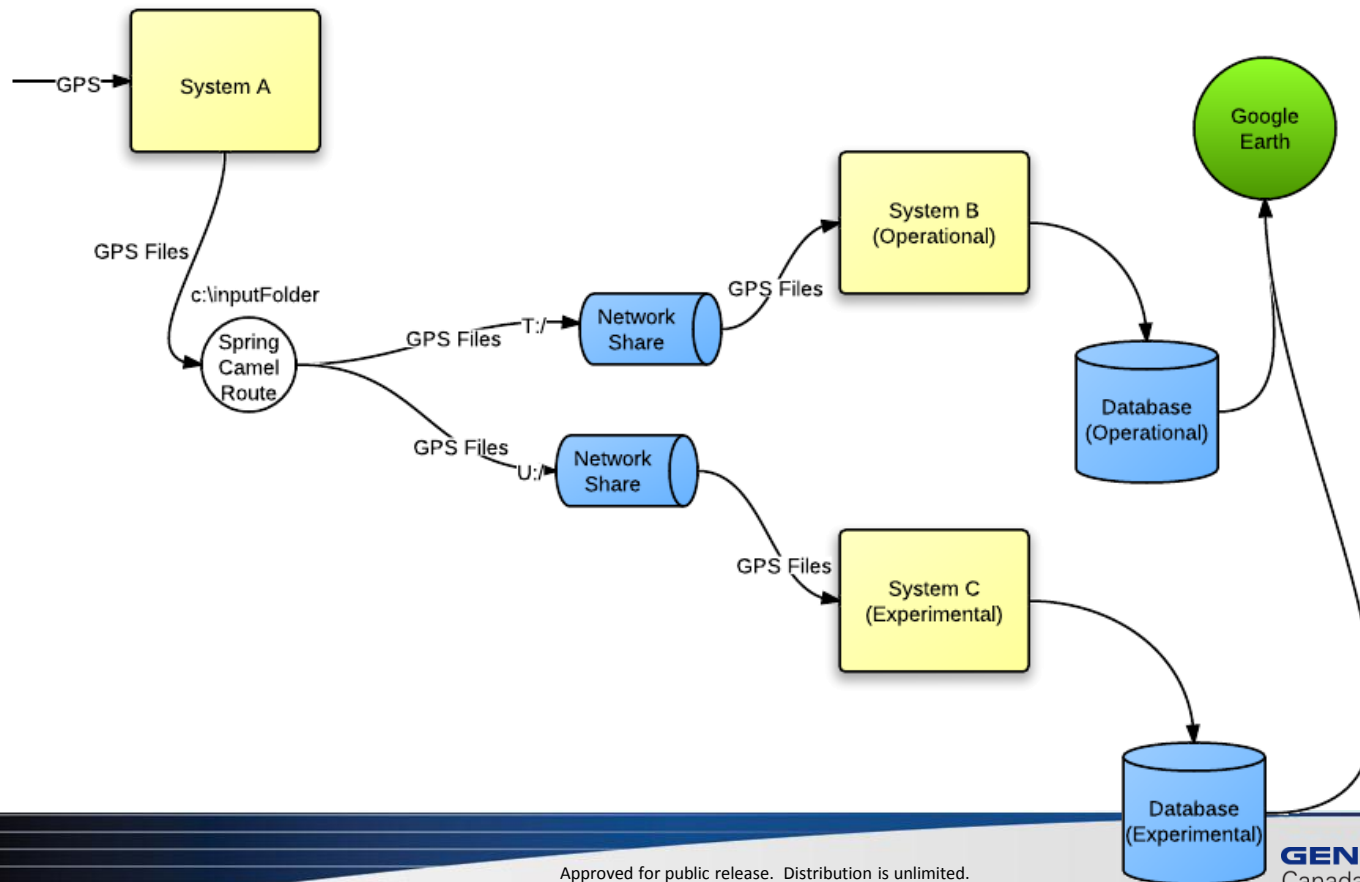 GPS
System A
GPS Files
c:\inputFolder
Spring
Camel
Route
GPS Files
T:/
Network
Share
GPS Files
System B
(Operational)
Database
(Operational)
Google
Earth
GPS Files
U:/
Network
Share
GPS Files
System C
(Experimental)
Database
(Experimental)
Approved for public release.  Distribution is unlimited.
GEN
Canada